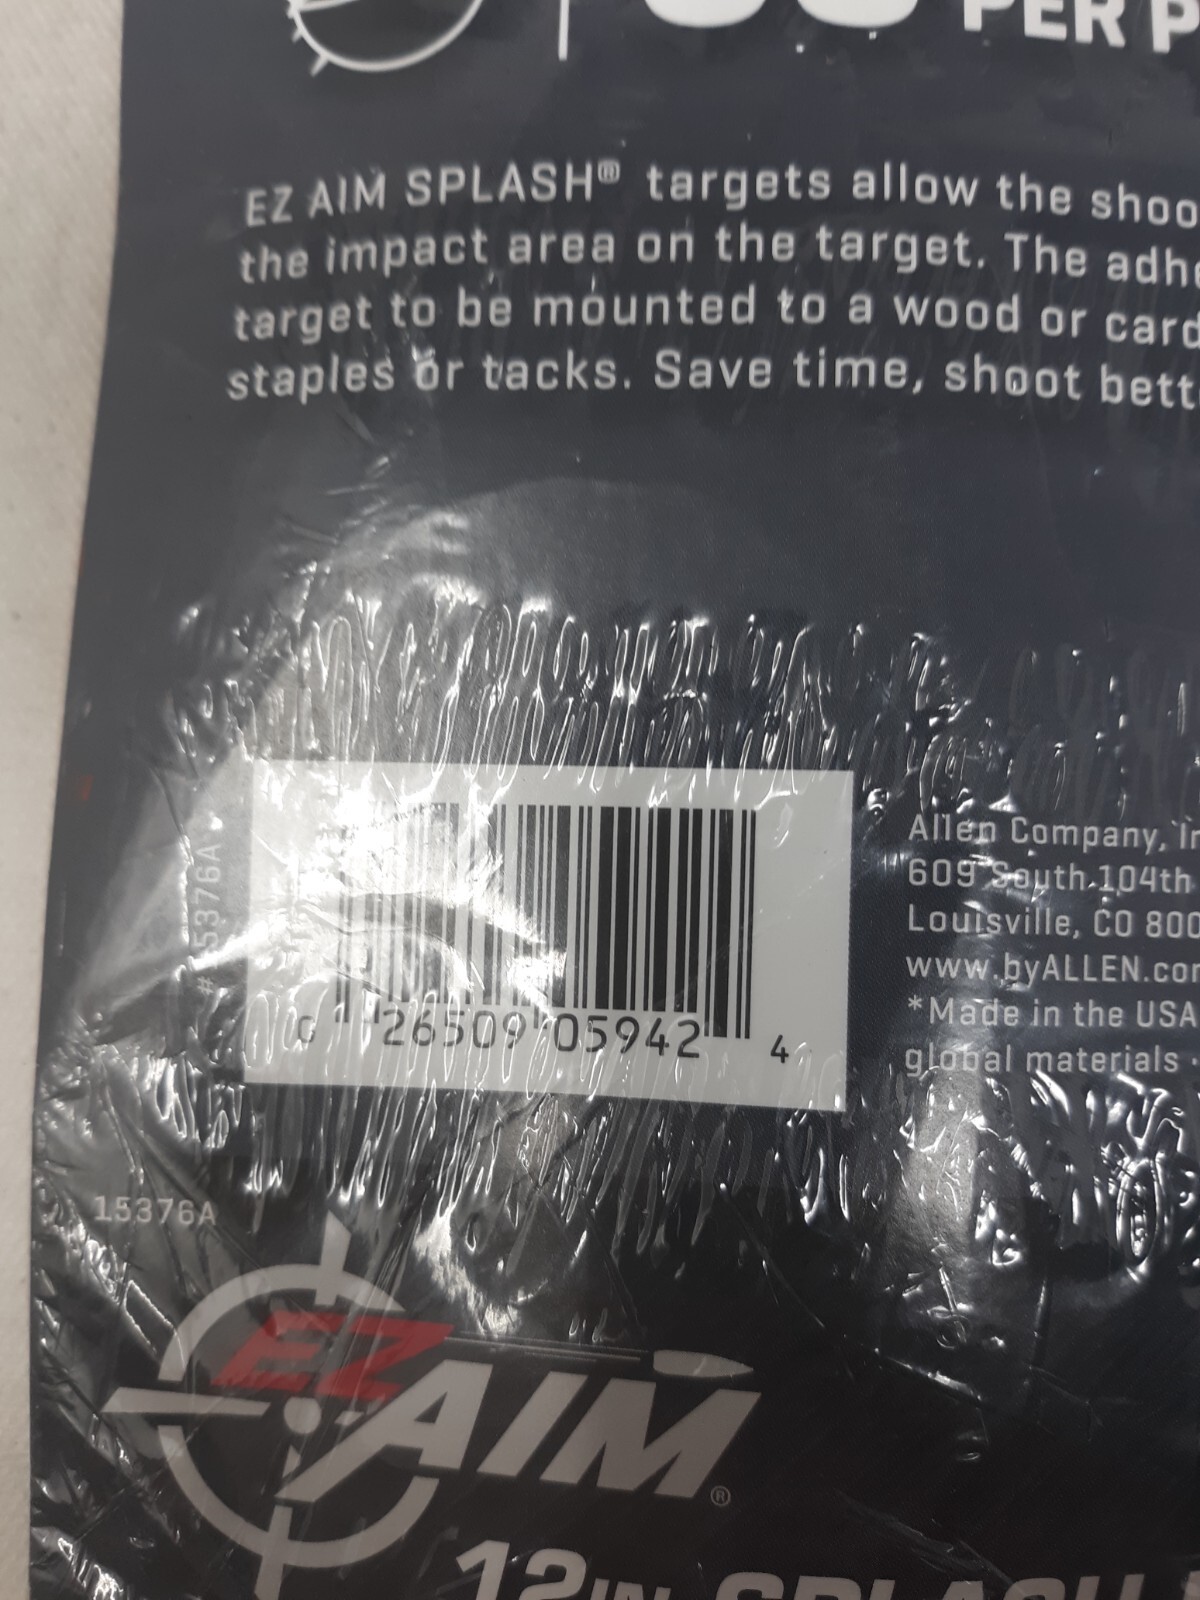 PER P
EZ AIM SPLASH® targets allow the shoo
the impact area on the target. The adhe
target to be mounted to a wood or card
staples or tacks. Save time, shoot bett
#15376A
0 26509 05942 4
Allen Company, In
609 South 104th
Louisville, CO 800
www.byALLEN.com
*Made in the USA
global materials
15376A
EZ AIM®
12IN SPLASH